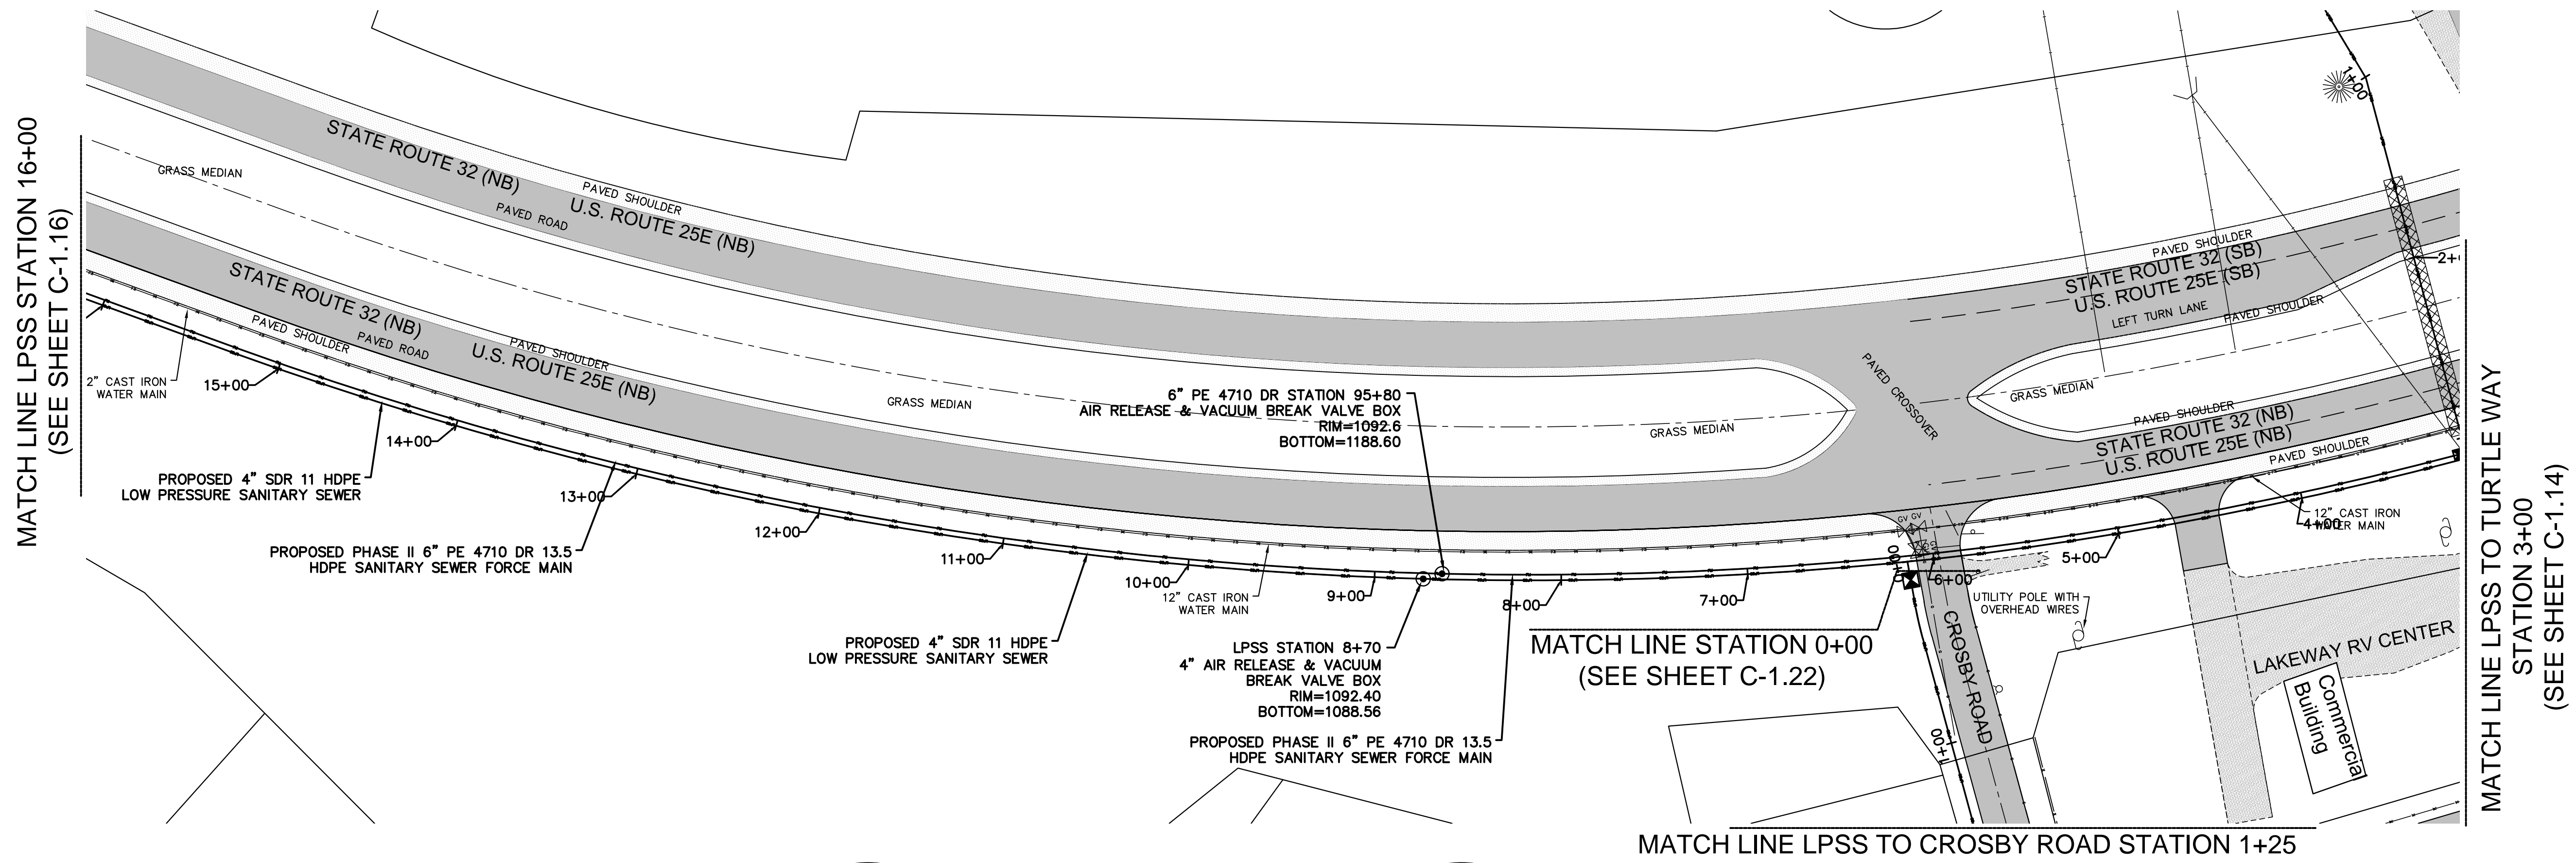 MATCH LINE LPSS STATION 16+00
(SEE SHEET C-1.16)
STATE ROUTE 32 (NB)
U.S. ROUTE 25E (NB)
PAVED SHOULDER
PAVED ROAD
GRASS MEDIAN
STATE ROUTE 32 (NB)
U.S. ROUTE 25E (NB)
PAVED SHOULDER
PAVED SHOULDER
PAVED ROAD
2" CAST IRON
WATER MAIN
15+00
14+00
PROPOSED 4" SDR 11 HDPE
LOW PRESSURE SANITARY SEWER
13+00
PROPOSED PHASE II 6" PE 4710 DR 13.5
HDPE SANITARY SEWER FORCE MAIN
12+00
11+00
10+00
PROPOSED 4" SDR 11 HDPE
LOW PRESSURE SANITARY SEWER
12" CAST IRON
WATER MAIN
GRASS MEDIAN
6" PE 4710 DR STATION 95+80
AIR RELEASE & VACUUM BREAK VALVE BOX
RIM=1092.6
BOTTOM=1188.60
GRASS MEDIAN
9+00
8+00
7+00
LPSS STATION 8+70
4" AIR RELEASE & VACUUM
BREAK VALVE BOX
RIM=1092.40
BOTTOM=1088.56
PROPOSED PHASE II 6" PE 4710 DR 13.5
HDPE SANITARY SEWER FORCE MAIN
MATCH LINE STATION 0+00
(SEE SHEET C-1.22)
0+00
GV GV
6+00
1+00
CROSBY ROAD
PAVED CROSSOVER
PAVED SHOULDER
STATE ROUTE 32 (SB)
U.S. ROUTE 25E (SB)
LEFT TURN LANE
PAVED SHOULDER
GRASS MEDIAN
PAVED SHOULDER
STATE ROUTE 32 (NB)
U.S. ROUTE 25E (NB)
PAVED SHOULDER
1+00
2+
12" CAST IRON
WATER MAIN
4+00
5+00
UTILITY POLE WITH
OVERHEAD WIRES
LAKEWAY RV CENTER
Commercial
Building
MATCH LINE LPSS TO TURTLE WAY
STATION 3+00
(SEE SHEET C-1.14)
MATCH LINE LPSS TO CROSBY ROAD STATION 1+25